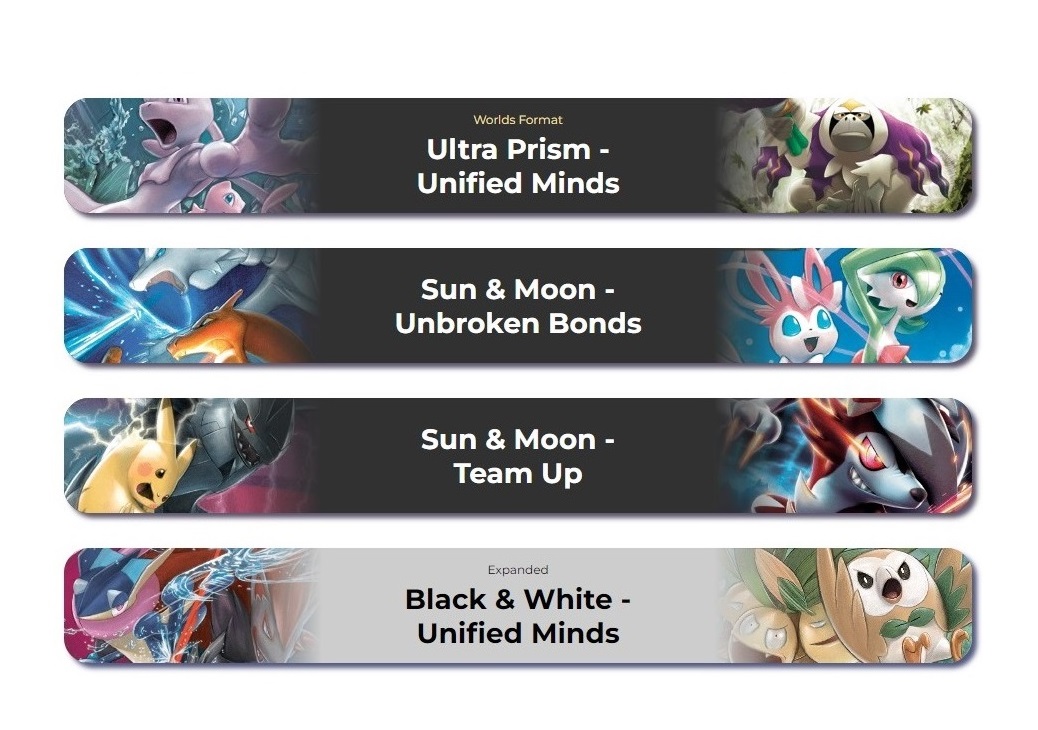 Worlds Format
Ultra Prism -
Unified Minds
Sun & Moon -
Unbroken Bonds
Sun & Moon -
Team Up
Expanded
Black & White -
Unified Minds